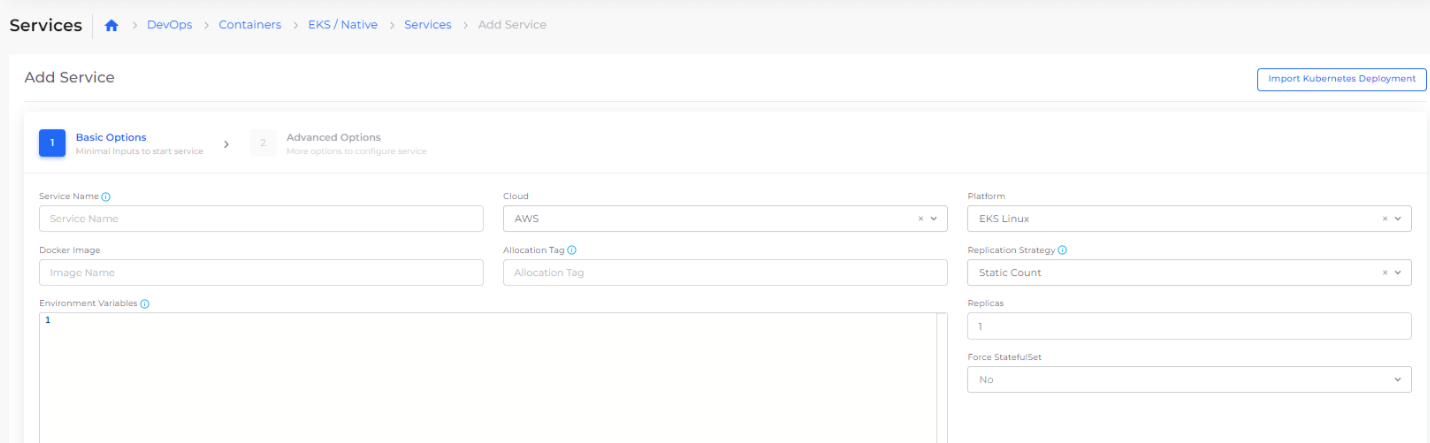 Services > DevOps > Containers > EKS / Native > Services > Add Service
Add Service
Import Kubernetes Deployment
1 Basic Options > 2 Advanced Options
Minimal Inputs to start service More options to configure service
Service Name Cloud Platform
Service Name AWS × EKS Linux ×
Docker Image Allocation Tag Replication Strategy
Image Name Allocation Tag Static Count ×
Environment Variables Replicas
1 1
Force StatefulSet
No